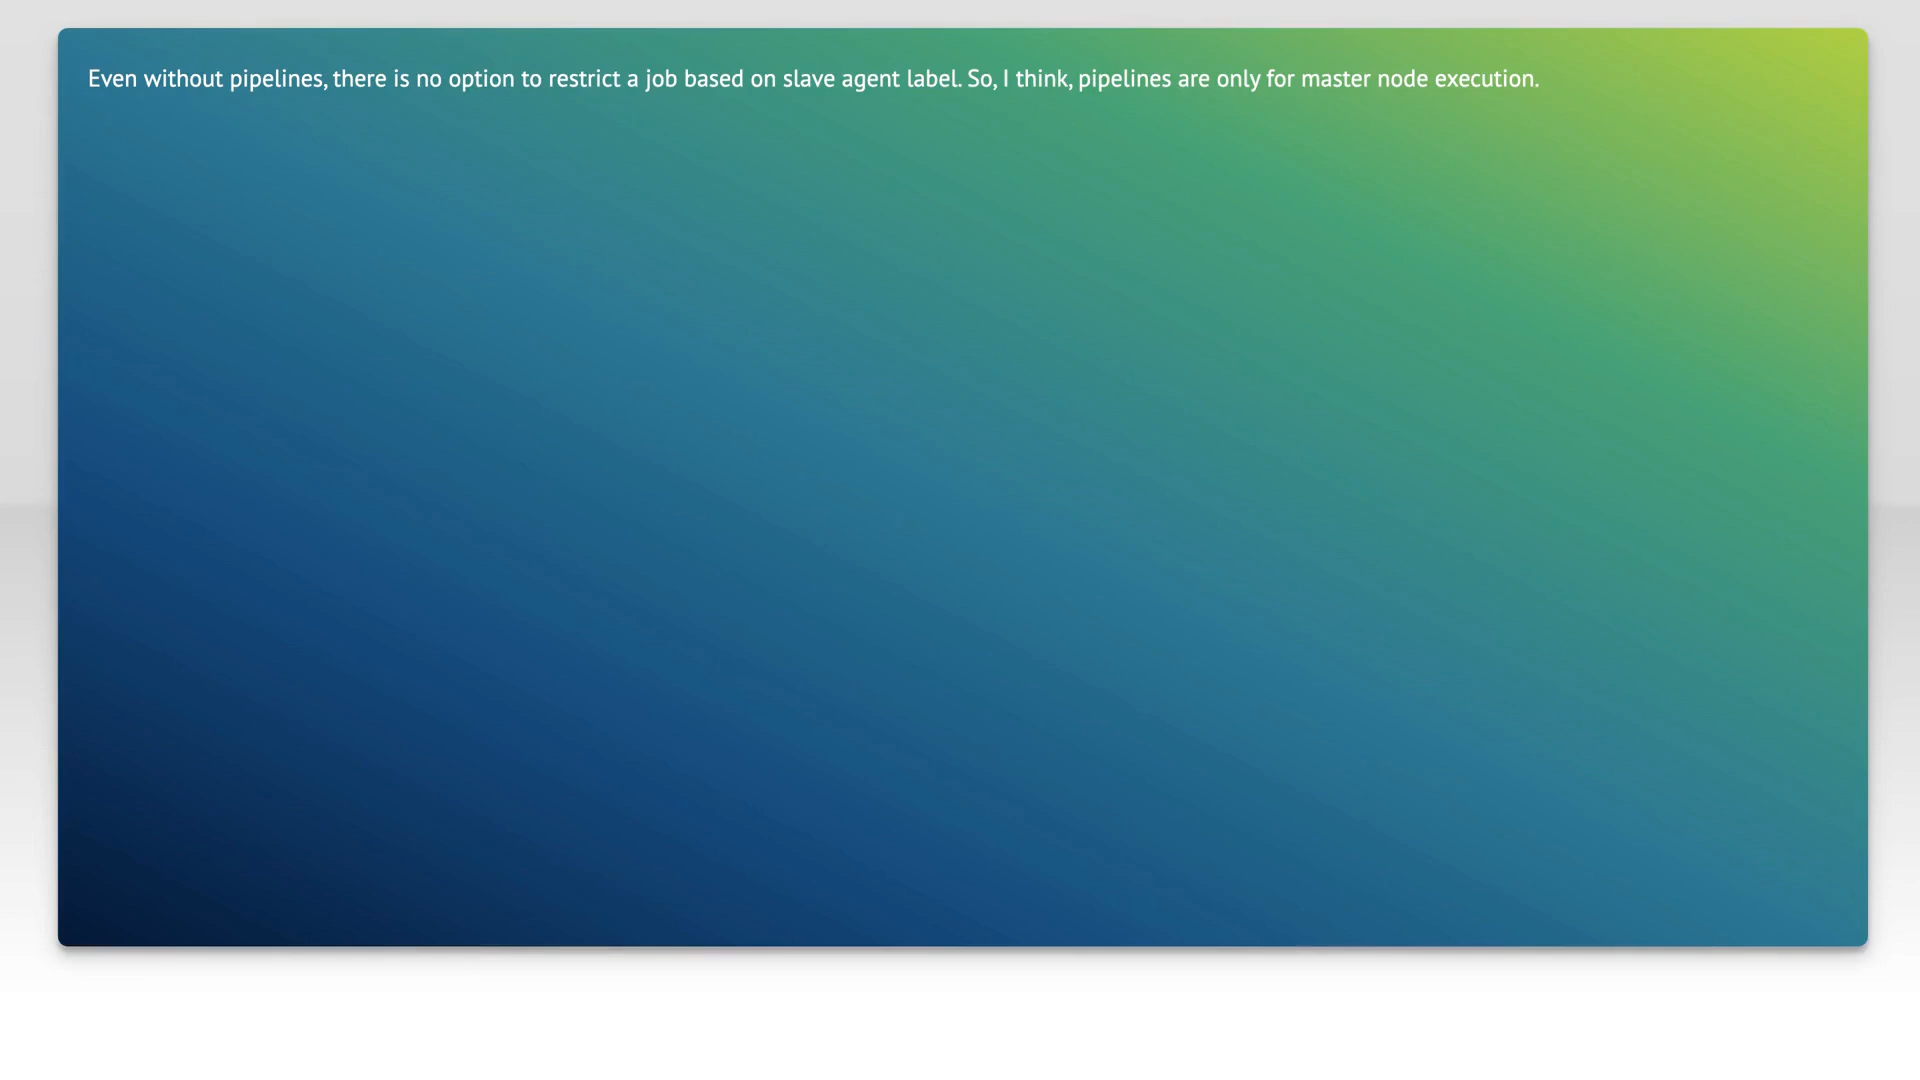 Even without pipelines, there is no option to restrict a job based on slave agent label. So, I think, pipelines are only for master node execution.